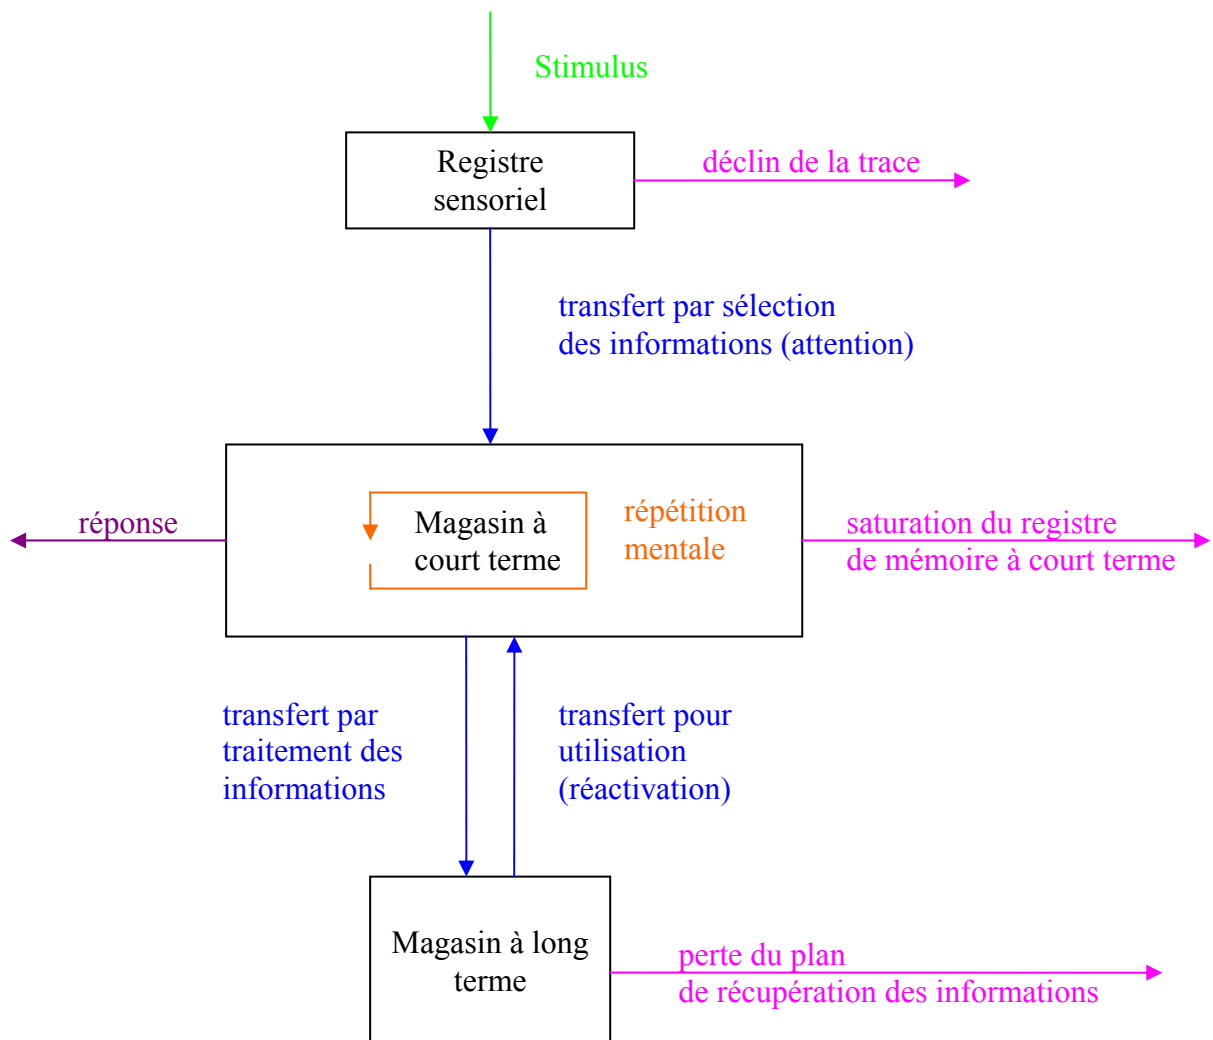 Stimulus
Registre
sensoriel
déclin de la trace
transfert par sélection
des informations (attention)
réponse
Magasin à
court terme
répétition
mentale
saturation du registre
de mémoire à court terme
transfert par
traitement des
informations
transfert pour
utilisation
(réactivation)
Magasin à long
terme
perte du plan
de récupération des informations